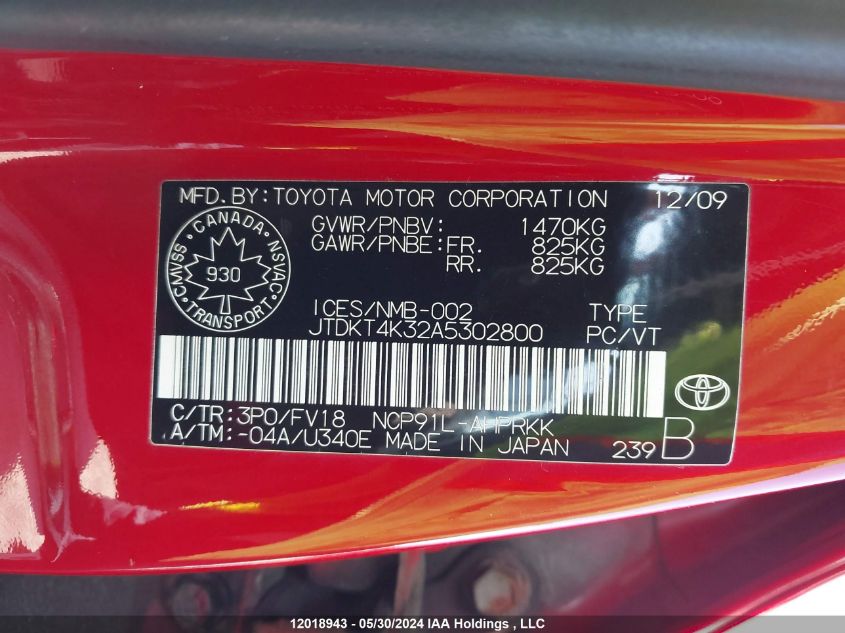 MFD. BY: TOYOTA MOTOR CORPORATION 12/09
GVWR/PNBV: 1470KG
GAWR/PNBE: FR. 825KG
RR. 825KG
CANADA
CMVSS NSVAC
930
TRANSPORT
ICES/NMB-002 TYPE
JTDKT4K32A5302800 PC/VT
C/TR: 3P0/FV18 NCP91L-AHPRKK
A/TM: -04A/U340E MADE IN JAPAN 239 B
12018943 - 05/30/2024 IAA Holdings , LLC